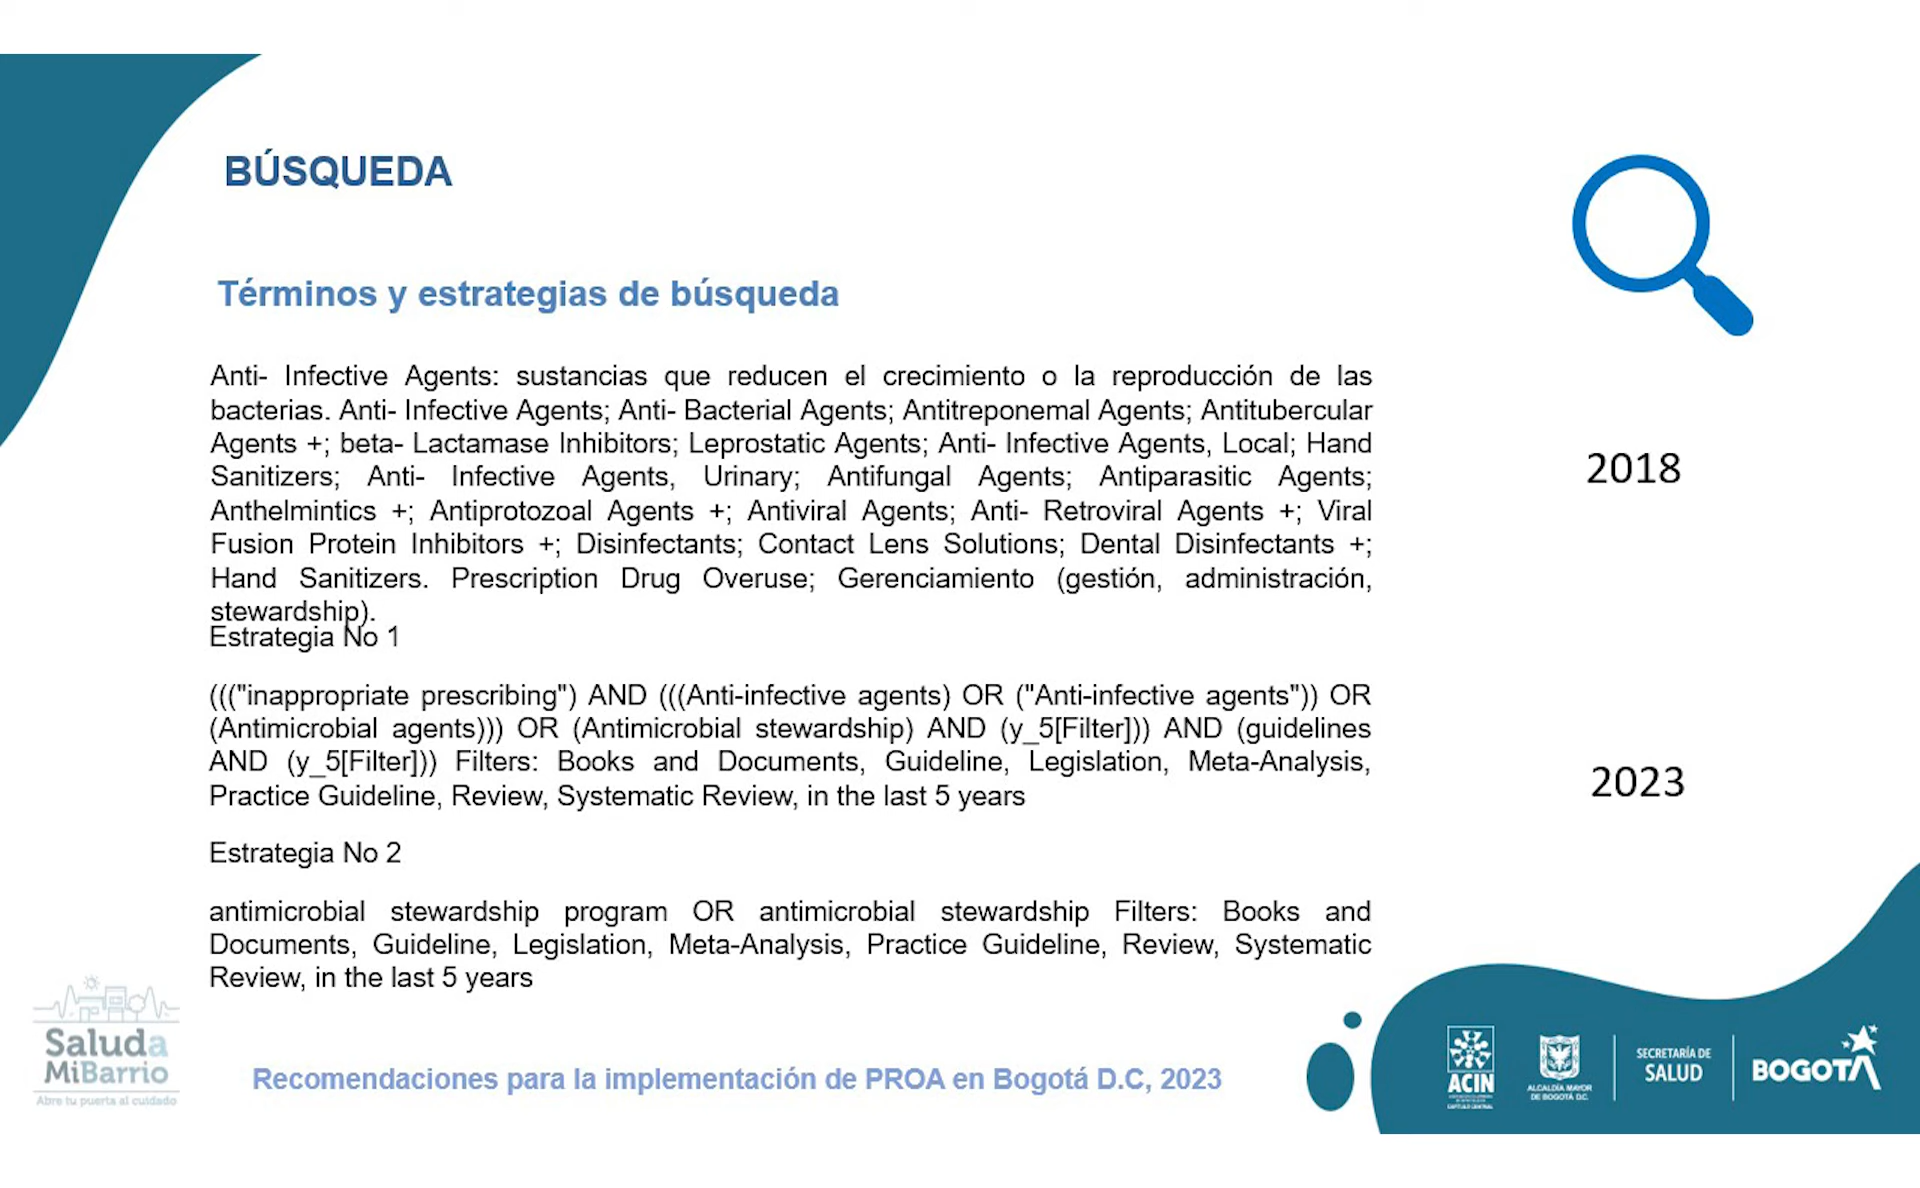 BÚSQUEDA
Términos y estrategias de búsqueda
Anti- Infective Agents: sustancias que reducen el crecimiento o la reproducción de las
bacterias. Anti- Infective Agents; Anti- Bacterial Agents; Antitreponemal Agents; Antitubercular
Agents +; beta- Lactamase Inhibitors; Leprostatic Agents; Anti- Infective Agents, Local; Hand
Sanitizers; Anti- Infective Agents, Urinary; Antifungal Agents; Antiparasitic Agents;
Anthelmintics +; Antiprotozoal Agents +; Antiviral Agents; Anti- Retroviral Agents +; Viral
Fusion Protein Inhibitors +; Disinfectants; Contact Lens Solutions; Dental Disinfectants +;
Hand Sanitizers. Prescription Drug Overuse; Gerenciamiento (gestión, administración,
stewardship).
2018
Estrategia No 1
((("inappropriate prescribing") AND (((Anti-infective agents) OR ("Anti-infective agents")) OR
(Antimicrobial agents))) OR (Antimicrobial stewardship) AND (y_5[Filter])) AND (guidelines
AND (y_5[Filter])) Filters: Books and Documents, Guideline, Legislation, Meta-Analysis,
Practice Guideline, Review, Systematic Review, in the last 5 years
2023
Estrategia No 2
antimicrobial stewardship program OR antimicrobial stewardship Filters: Books and
Documents, Guideline, Legislation, Meta-Analysis, Practice Guideline, Review, Systematic
Review, in the last 5 years
Saluda
MiBarrio
Abre tu puerta al cuidado
Recomendaciones para la implementación de PROA en Bogotá D.C, 2023
ACIN
CAPÍTULO CENTRAL
ALCALDÍA MAYOR
DE BOGOTÁ D.C.
SECRETARÍA DE
SALUD
BOGOTÁ